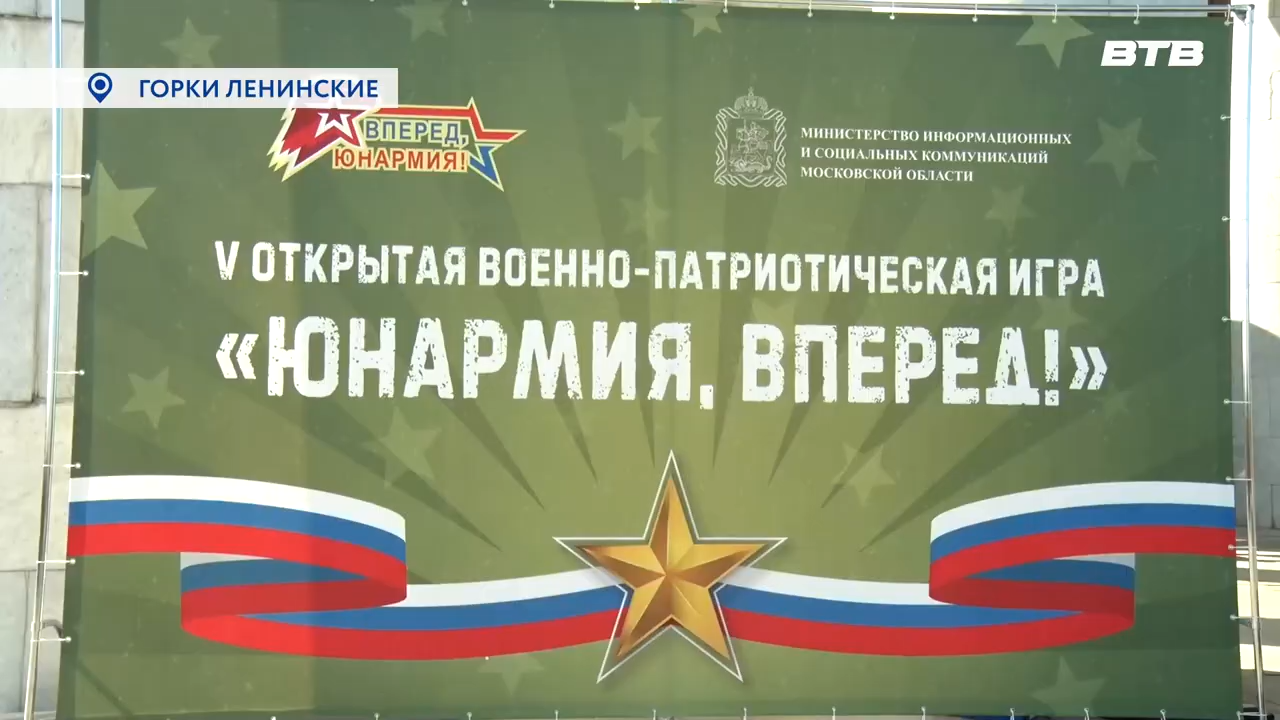 ВТВ
ГОРКИ ЛЕНИНСКИЕ
ВПЕРЕД,
ЮНАРМИЯ!
МИНИСТЕРСТВО ИНФОРМАЦИОННЫХ
И СОЦИАЛЬНЫХ КОММУНИКАЦИЙ
МОСКОВСКОЙ ОБЛАСТИ
V ОТКРЫТАЯ ВОЕННО-ПАТРИОТИЧЕСКАЯ ИГРА
«ЮНАРМИЯ, ВПЕРЕД!»